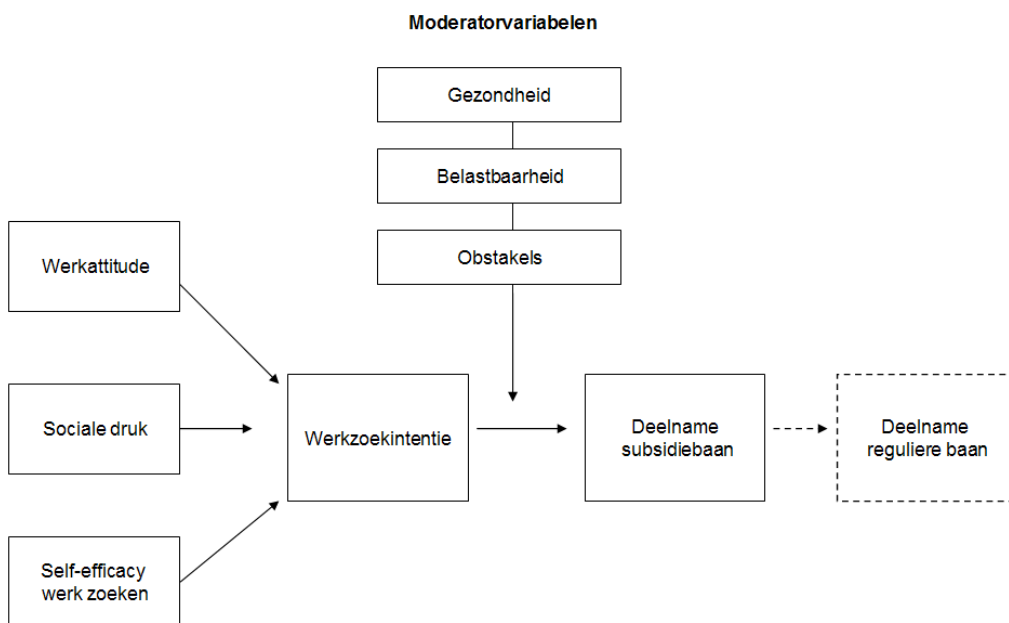 Moderatorvariabelen
Gezondheid
Belastbaarheid
Obstakels
Werkattitude
Sociale druk
Self-efficacy
werk zoeken
Werkzoekintentie
Deelname
subsidiebaan
Deelname
reguliere baan